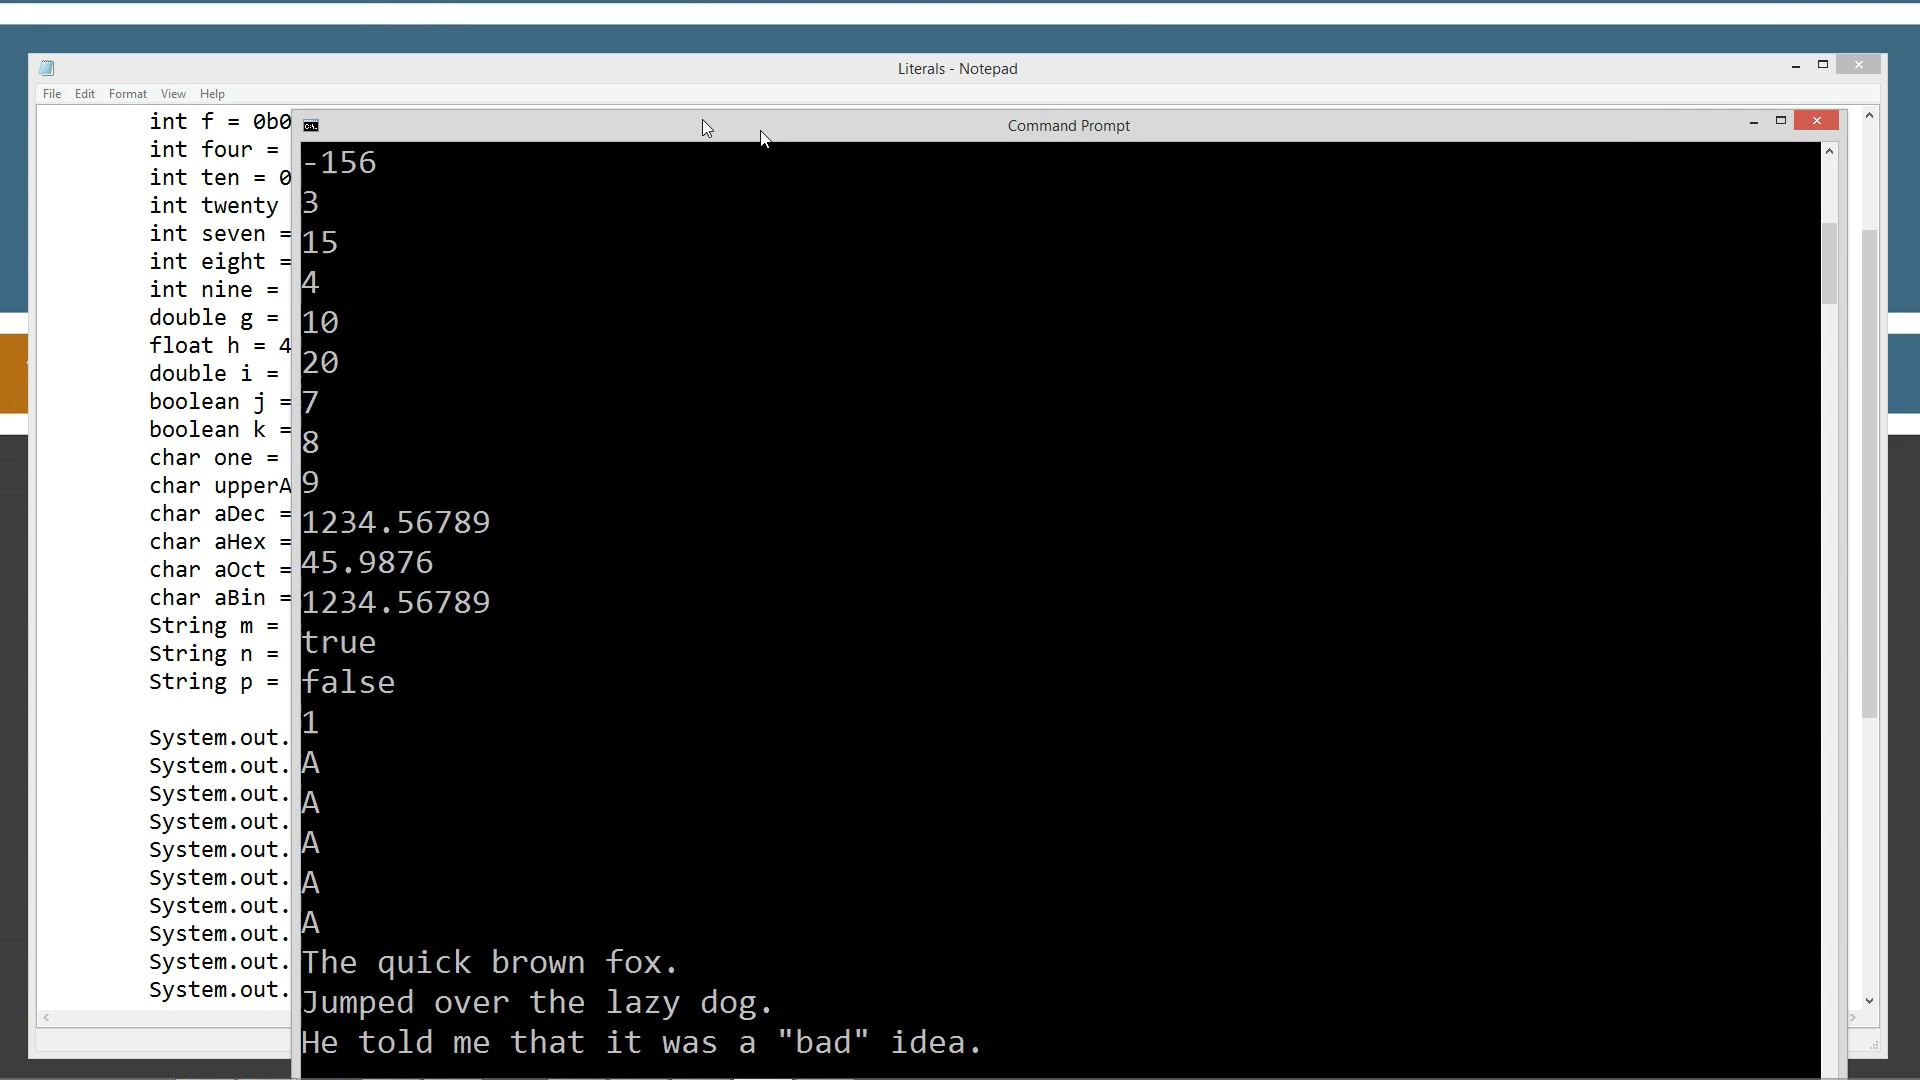 Literals - Notepad
File Edit Format View Help
int f = 0b0
int four =
int ten = 0
int twenty
int seven =
int eight =
int nine =
double g =
float h = 4
double i =
boolean j =
boolean k =
char one =
char upperA
char aDec =
char aHex =
char aOct =
char aBin =
String m =
String n =
String p =
System.out.
System.out.
System.out.
System.out.
System.out.
System.out.
System.out.
System.out.
System.out.
System.out.
Command Prompt
-156
3
15
4
10
20
7
8
9
1234.56789
45.9876
1234.56789
true
false
1
A
A
A
A
A
The quick brown fox.
Jumped over the lazy dog.
He told me that it was a "bad" idea.